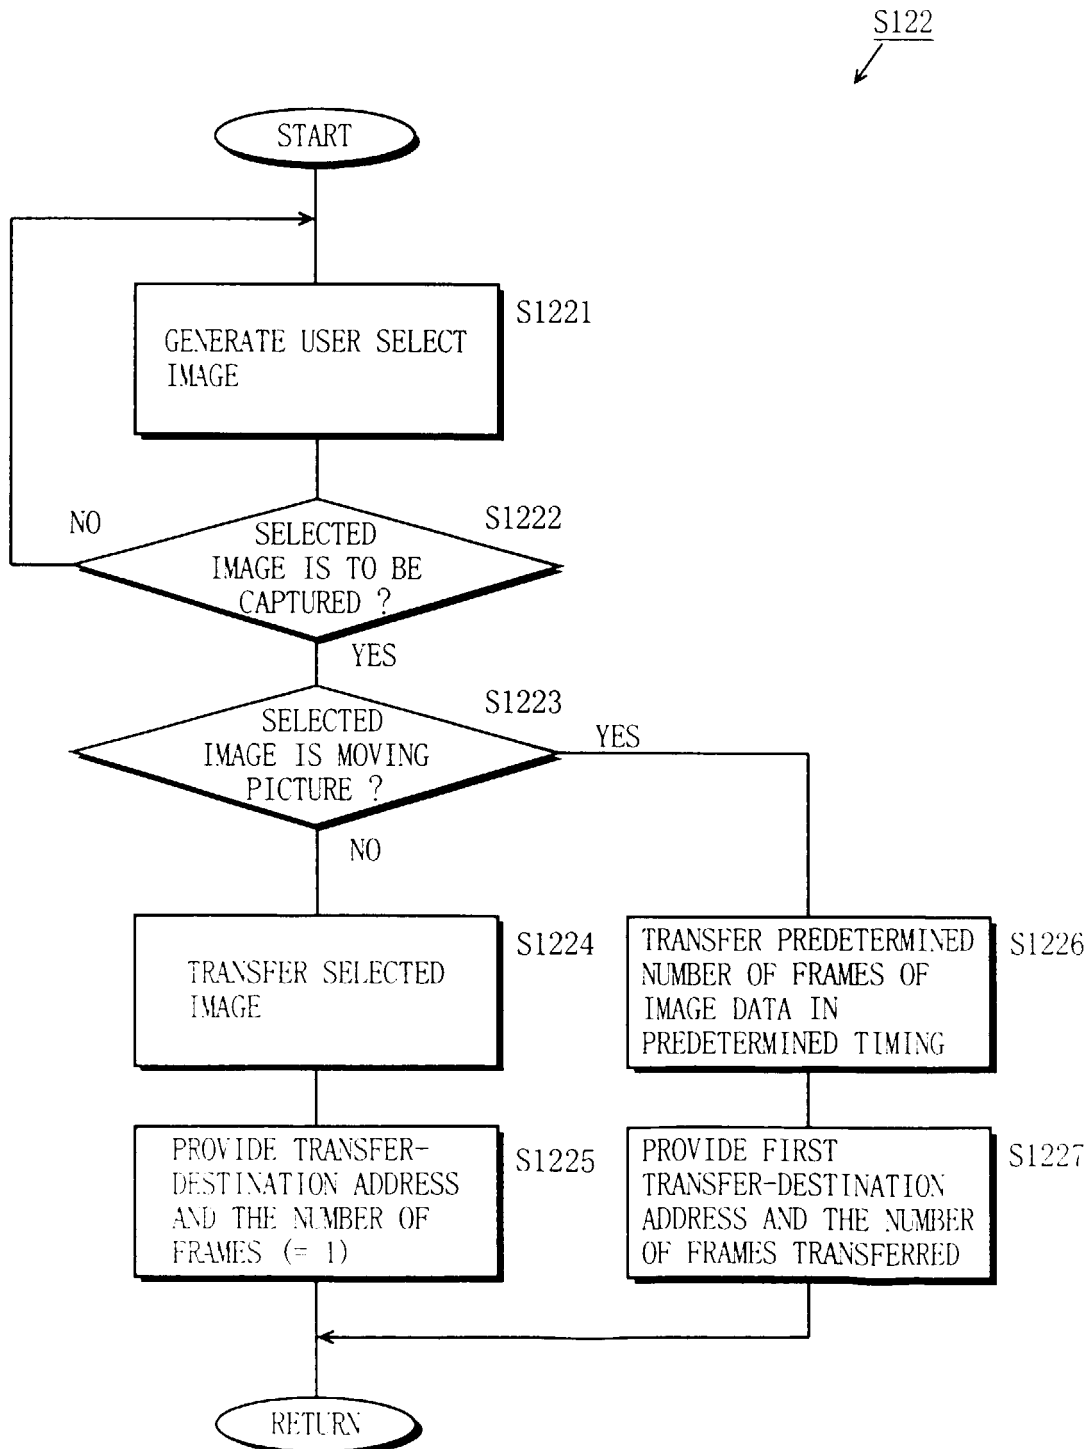 S122
START
GENERATE USER SELECT
IMAGE
S1221
NO
SELECTED
IMAGE IS TO BE
CAPTURED ?
S1222
YES
SELECTED
IMAGE IS MOVING
PICTURE ?
S1223
YES
NO
TRANSFER SELECTED
IMAGE
S1224
TRANSFER PREDETERMINED
NUMBER OF FRAMES OF
IMAGE DATA IN
PREDETERMINED TIMING
S1226
PROVIDE TRANSFER-
DESTINATION ADDRESS
AND THE NUMBER OF
FRAMES (= 1)
S1225
PROVIDE FIRST
TRANSFER-DESTINATION
ADDRESS AND THE NUMBER
OF FRAMES TRANSFERRED
S1227
RETURN